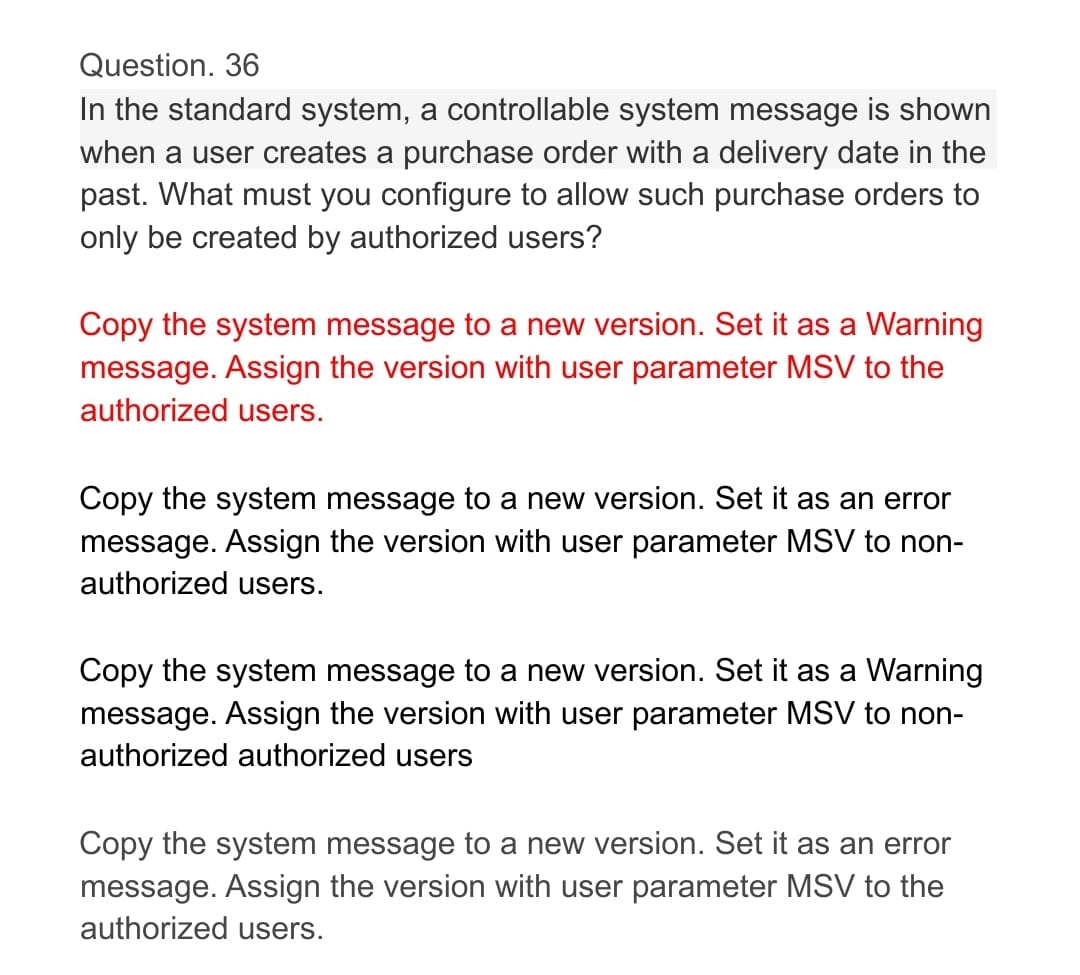 Question. 36
In the standard system, a controllable system message is shown
when a user creates a purchase order with a delivery date in the
past. What must you configure to allow such purchase orders to
only be created by authorized users?
Copy the system message to a new version. Set it as a Warning
message. Assign the version with user parameter MSV to the
authorized users.
Copy the system message to a new version. Set it as an error
message. Assign the version with user parameter MSV to non-
authorized users.
Copy the system message to a new version. Set it as a Warning
message. Assign the version with user parameter MSV to non-
authorized authorized users
Copy the system message to a new version. Set it as an error
message. Assign the version with user parameter MSV to the
authorized users.